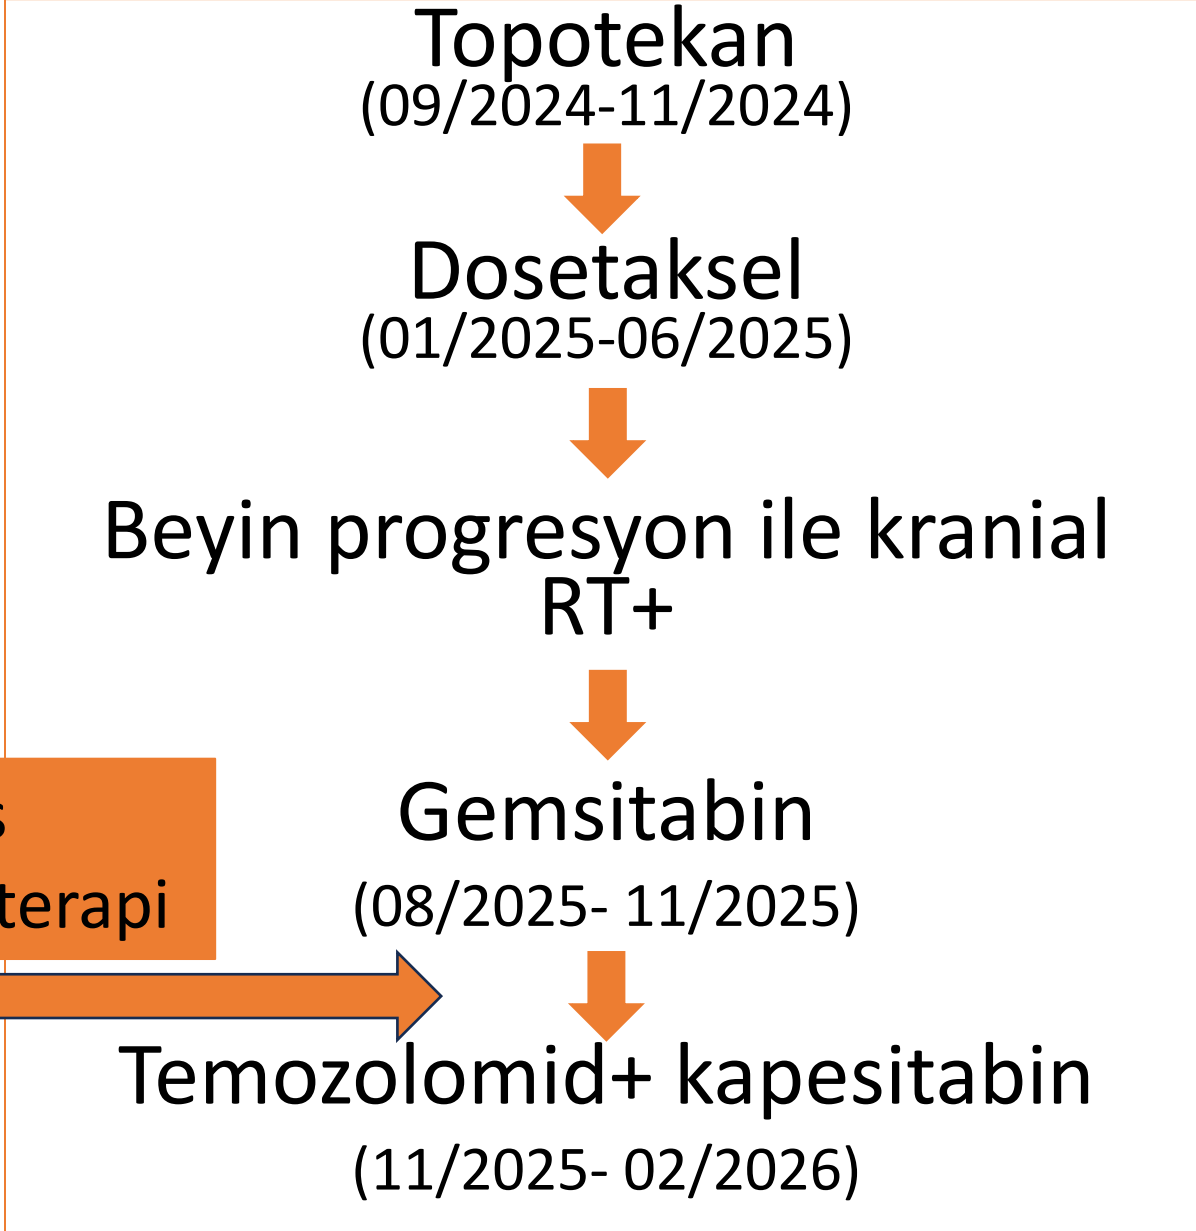 Topotekan
(09/2024-11/2024)
Dosetaksel
(01/2025-06/2025)
Beyin progresyon ile kranial
RT+
Gemsitabin
(08/2025- 11/2025)
terapi
Temozolomid+ kapesitabin
(11/2025- 02/2026)